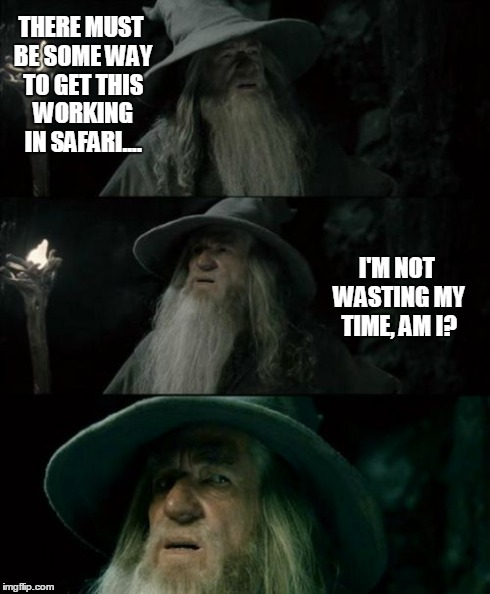 THERE MUST
BE SOME WAY
TO GET THIS
WORKING
IN SAFARI....
I'M NOT
WASTING MY
TIME, AM I?
imgflip.com